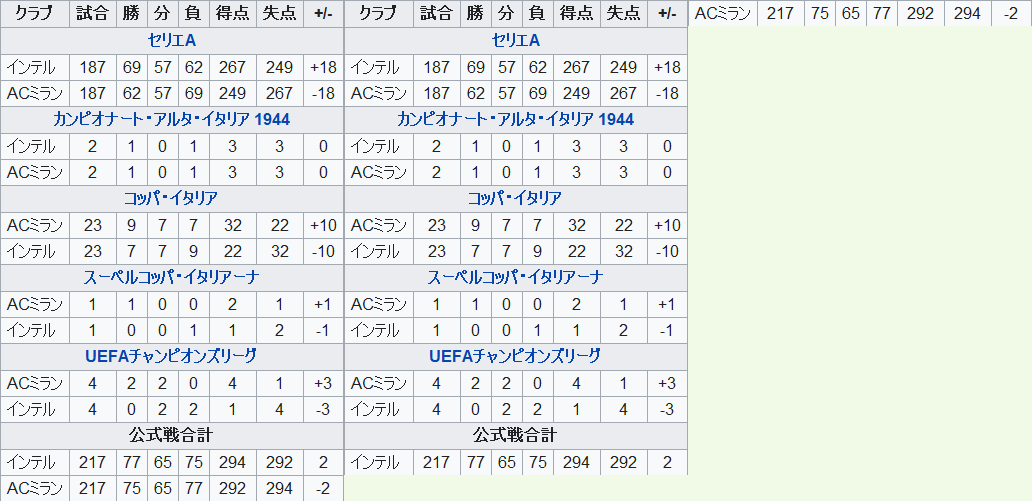 クラブ 試合 勝 分 負 得点 失点 +/-
セリエA
インテル 187 69 57 62 267 249 +18
ACミラン 187 62 57 69 249 267 -18
カンピオナート・アルタ・イタリア 1944
インテル 2 1 0 1 3 3 0
ACミラン 2 1 0 1 3 3 0
コッパ・イタリア
ACミラン 23 9 7 7 32 22 +10
インテル 23 7 7 9 22 32 -10
スーペルコッパ・イタリアーナ
ACミラン 1 1 0 0 2 1 +1
インテル 1 0 0 1 1 2 -1
UEFAチャンピオンズリーグ
ACミラン 4 2 2 0 4 1 +3
インテル 4 0 2 2 1 4 -3
公式戦合計
インテル 217 77 65 75 294 292 2
ACミラン 217 75 65 77 292 294 -2
クラブ 試合 勝 分 負 得点 失点 +/-
セリエA
インテル 187 69 57 62 267 249 +18
ACミラン 187 62 57 69 249 267 -18
カンピオナート・アルタ・イタリア 1944
インテル 2 1 0 1 3 3 0
ACミラン 2 1 0 1 3 3 0
コッパ・イタリア
ACミラン 23 9 7 7 32 22 +10
インテル 23 7 7 9 22 32 -10
スーペルコッパ・イタリアーナ
ACミラン 1 1 0 0 2 1 +1
インテル 1 0 0 1 1 2 -1
UEFAチャンピオンズリーグ
ACミラン 4 2 2 0 4 1 +3
インテル 4 0 2 2 1 4 -3
公式戦合計
インテル 217 77 65 75 294 292 2
ACミラン 217 75 65 77 292 294 -2